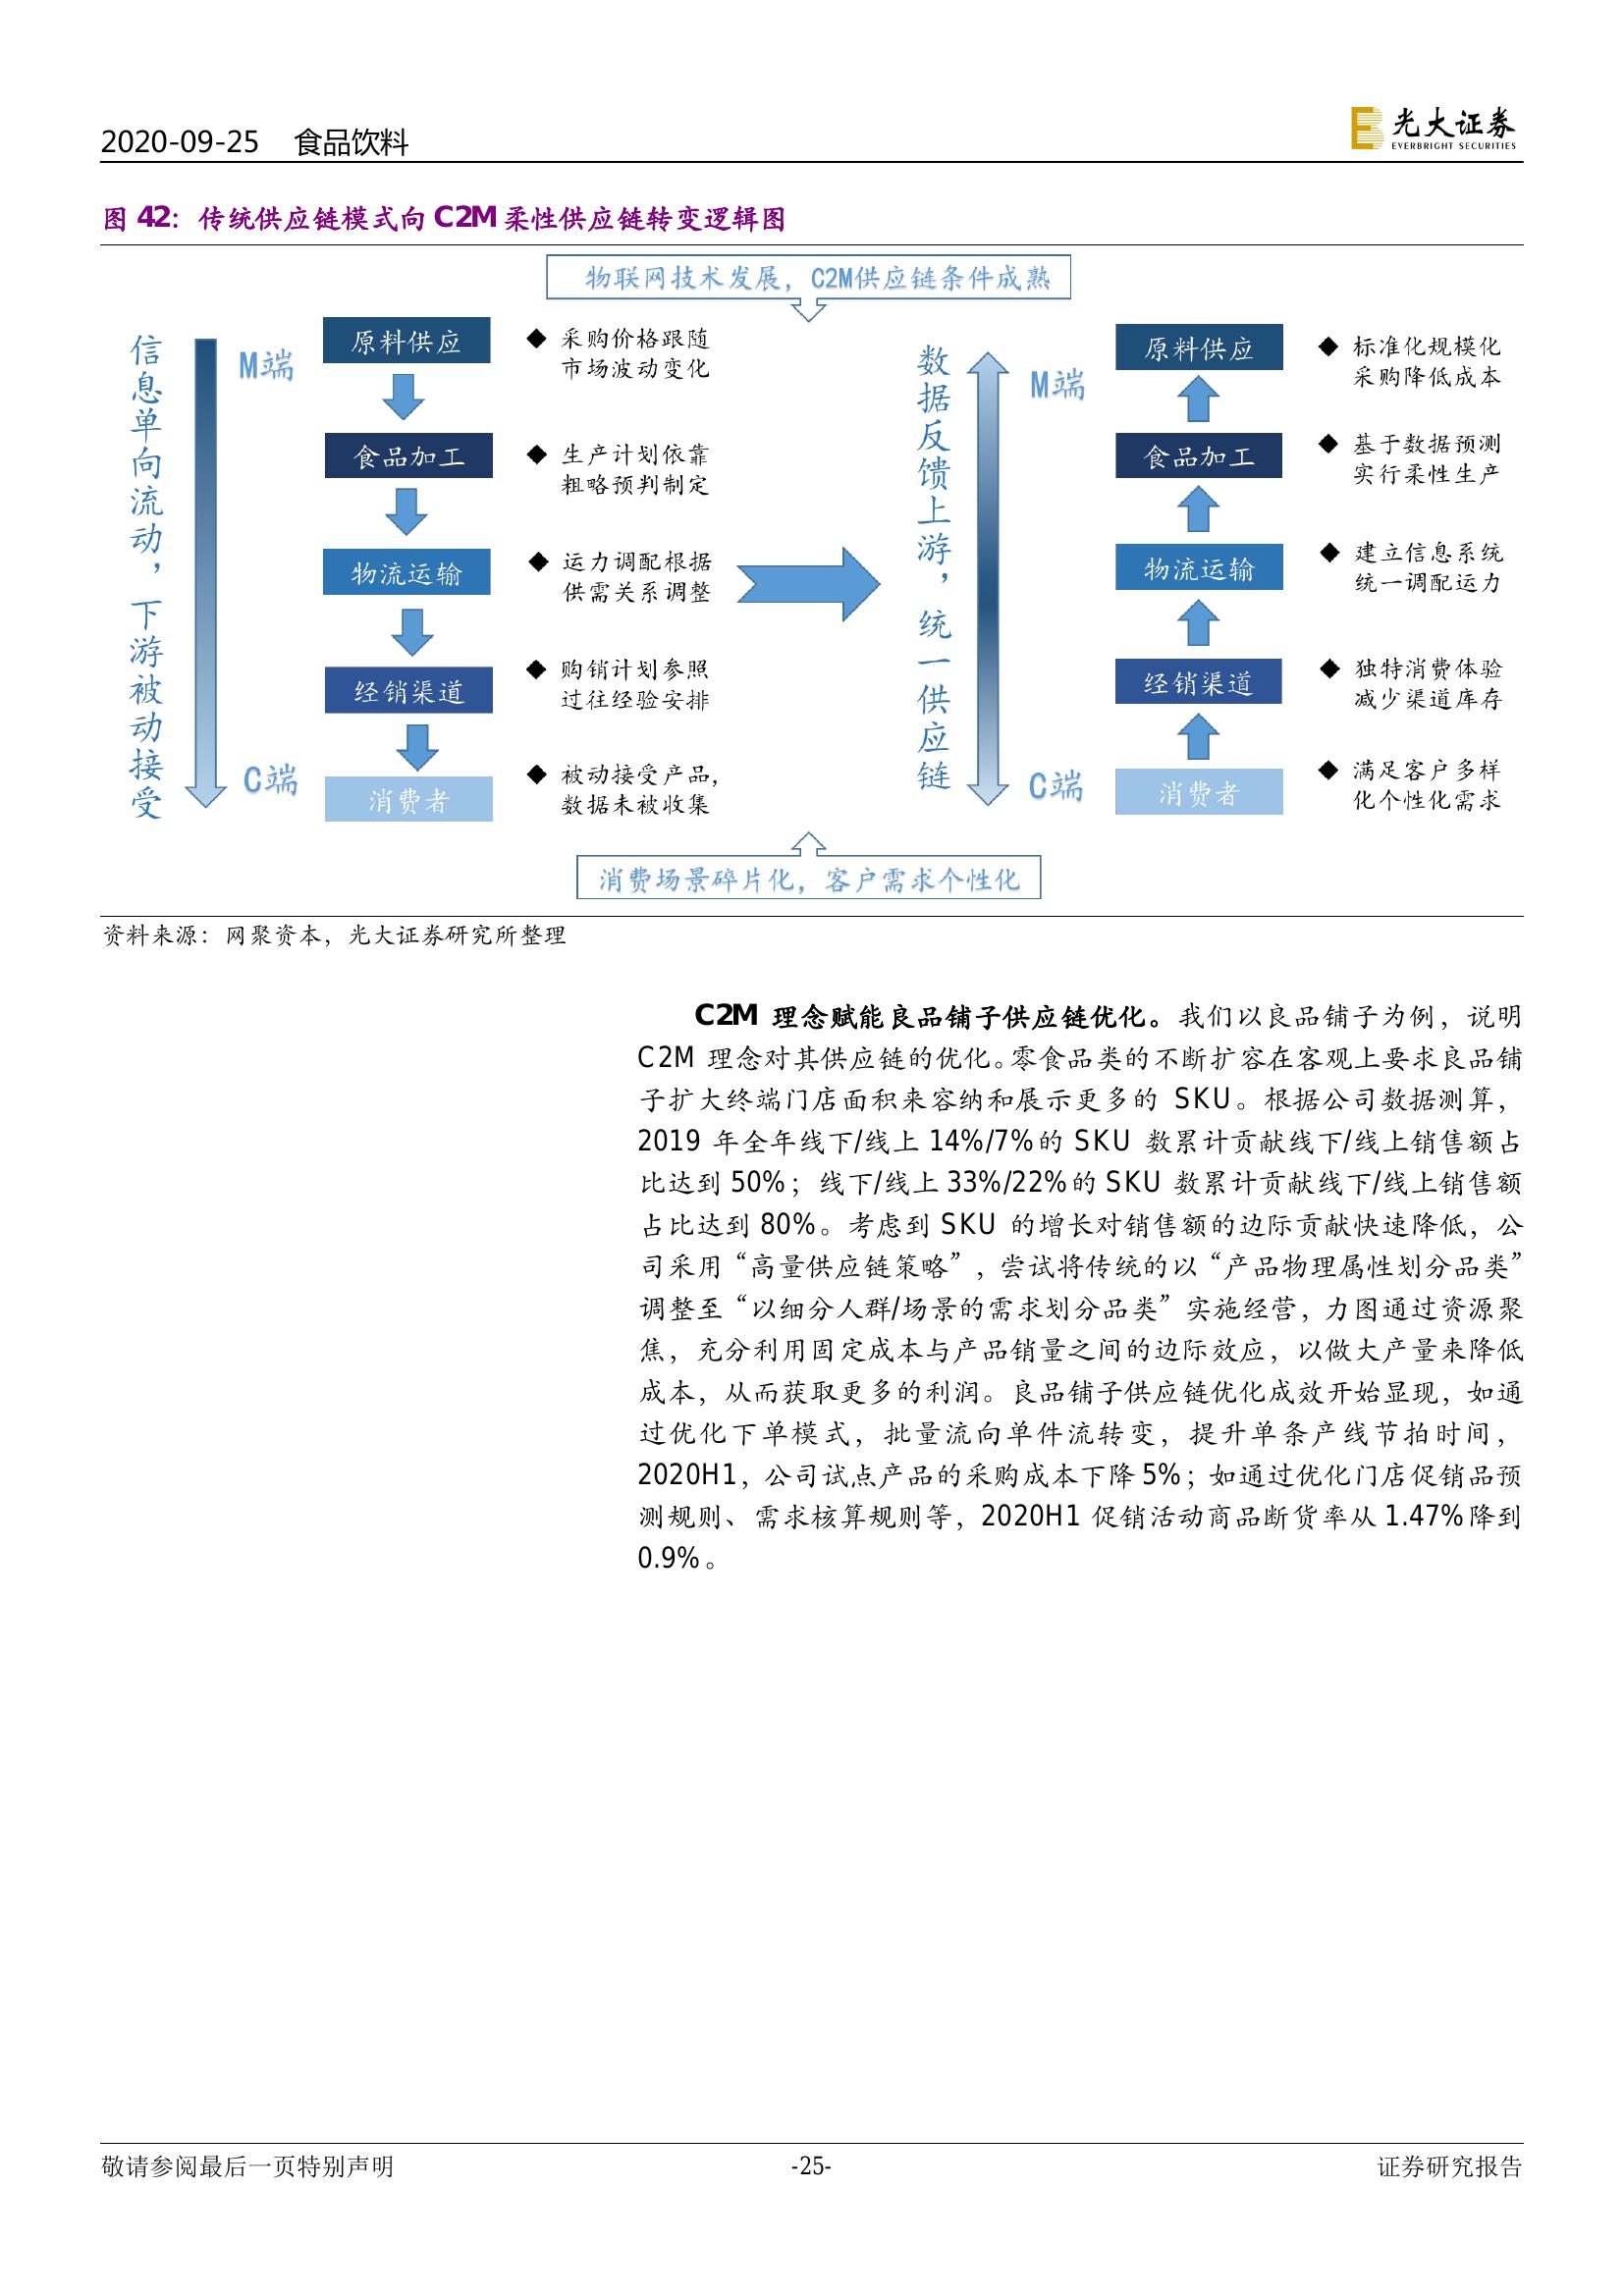 2020-09-25 食品饮料
光大证券
EVERBRIGHT SECURITIES
图 42：传统供应链模式向 C2M 柔性供应链转变逻辑图
物联网技术发展，C2M供应链条件成熟
信息单向流动，下游被动接受
M端
C端
原料供应
采购价格跟随
市场波动变化
食品加工
生产计划依靠
粗略预判制定
物流运输
运力调配根据
供需关系调整
经销渠道
购销计划参照
过往经验安排
消费者
被动接受产品，
数据未被收集
数据反馈上游，统一供应链
M端
C端
原料供应
标准化规模化
采购降低成本
食品加工
基于数据预测
实行柔性生产
物流运输
建立信息系统
统一调配运力
经销渠道
独特消费体验
减少渠道库存
消费者
满足客户多样
化个性化需求
消费场景碎片化，客户需求个性化
资料来源：网聚资本，光大证券研究所整理
C2M 理念赋能良品铺子供应链优化。我们以良品铺子为例，说明
C2M 理念对其供应链的优化。零食品类的不断扩容在客观上要求良品铺
子扩大终端门店面积来容纳和展示更多的 SKU。根据公司数据测算，
2019 年全年线下/线上 14%/7%的 SKU 数累计贡献线下/线上销售额占
比达到 50%；线下/线上 33%/22%的 SKU 数累计贡献线下/线上销售额
占比达到 80%。考虑到 SKU 的增长对销售额的边际贡献快速降低，公
司采用“高量供应链策略”，尝试将传统的以“产品物理属性划分品类”
调整至“以细分人群/场景的需求划分品类”实施经营，力图通过资源聚
焦，充分利用固定成本与产品销量之间的边际效应，以做大产量来降低
成本，从而获取更多的利润。良品铺子供应链优化成效开始显现，如通
过优化下单模式，批量流向单件流转变，提升单条产线节拍时间，
2020H1，公司试点产品的采购成本下降 5%；如通过优化门店促销品预
测规则、需求核算规则等，2020H1 促销活动商品断货率从 1.47%降到
0.9%。
敬请参阅最后一页特别声明
-25-
证券研究报告